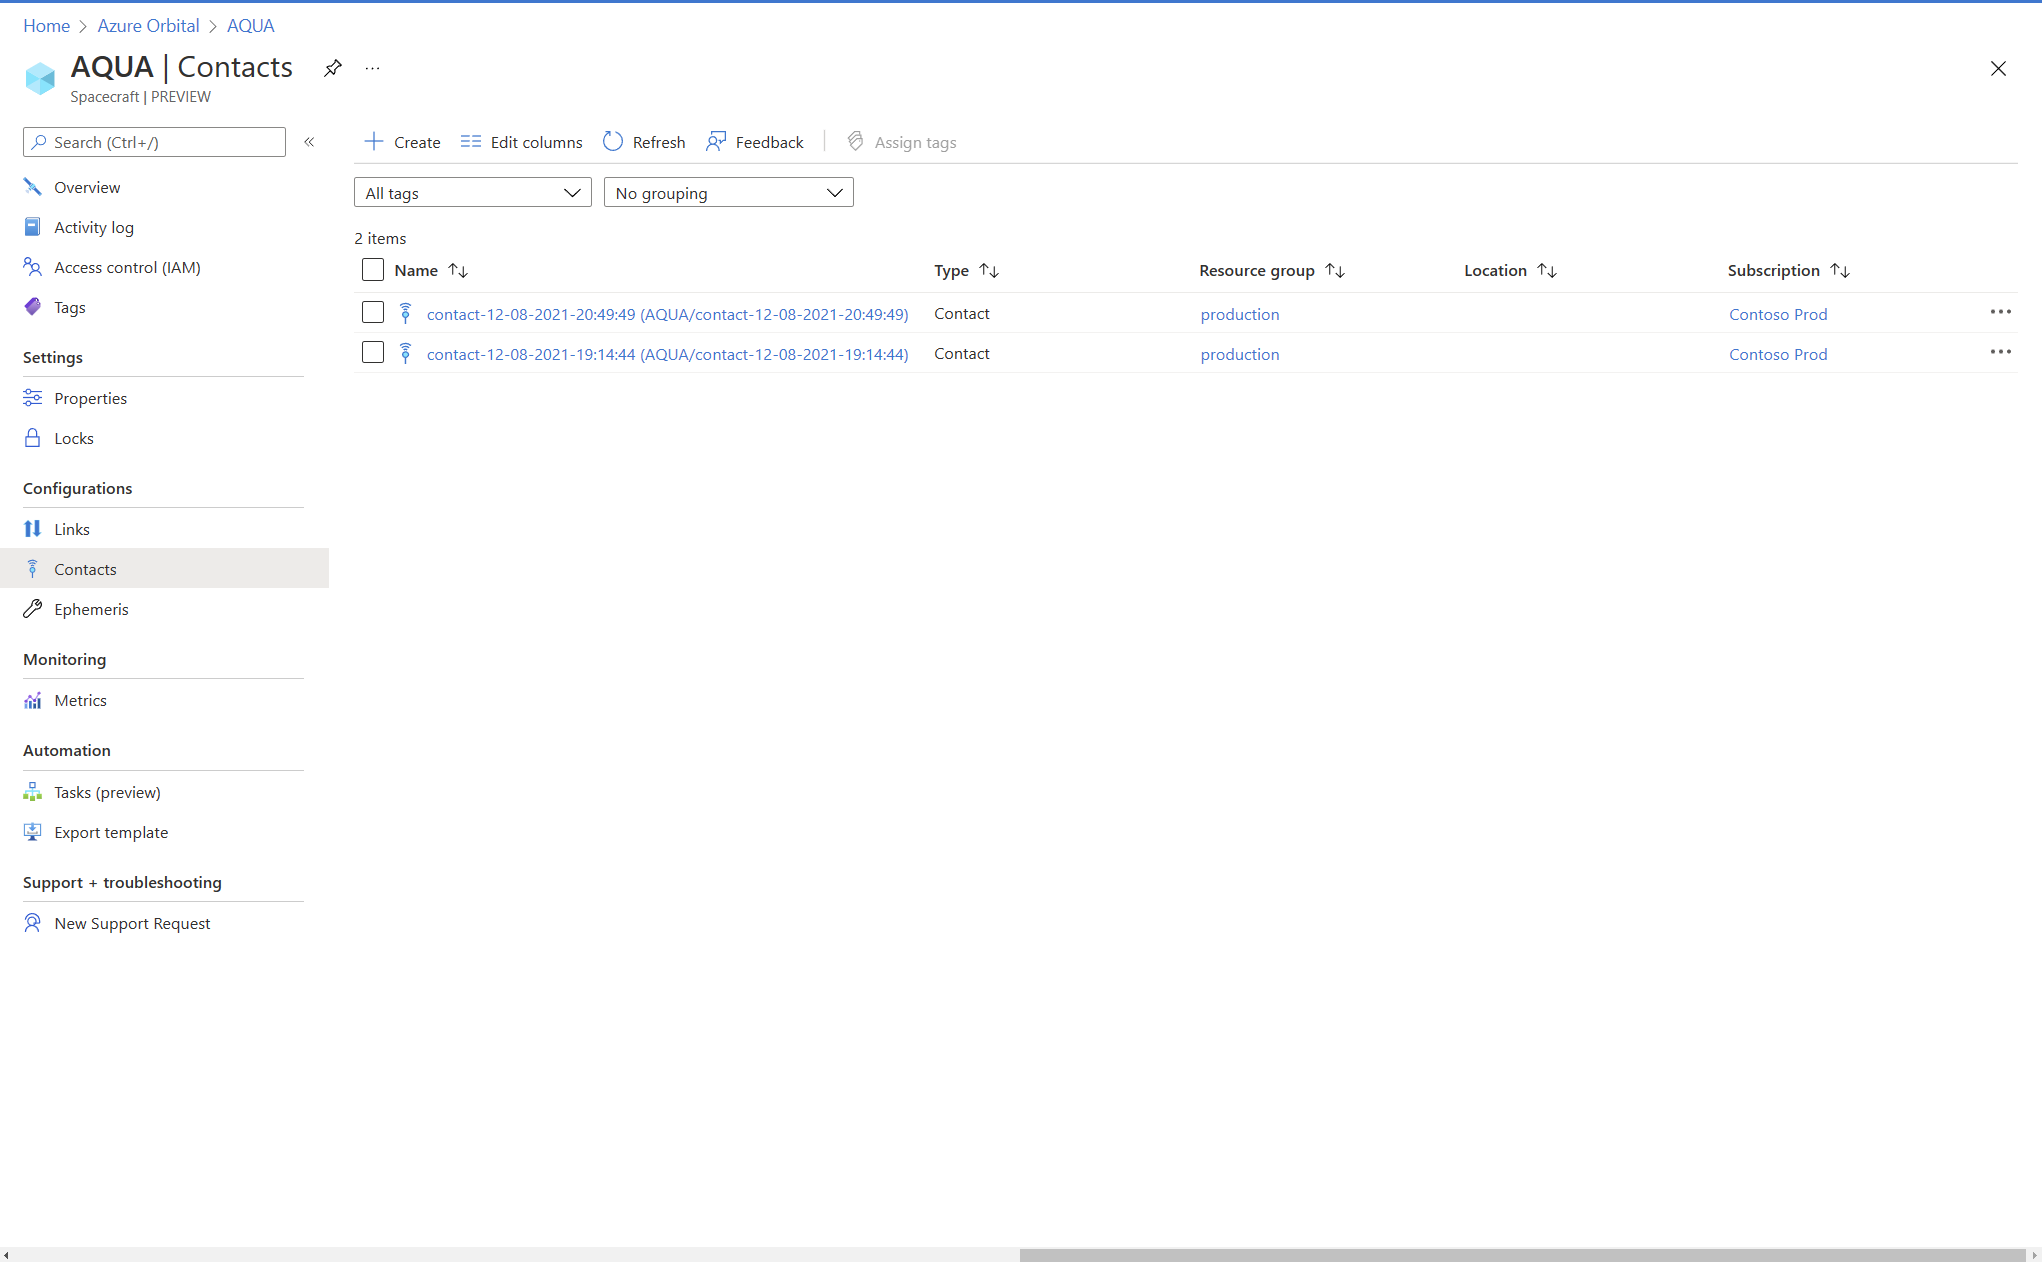 Home > Azure Orbital > AQUA
AQUA | Contacts ...
Spacecraft | PREVIEW
Search (Ctrl+/) «
Overview
Activity log
Access control (IAM)
Tags
Settings
Properties
Locks
Configurations
Links
Contacts
Ephemeris
Monitoring
Metrics
Automation
Tasks (preview)
Export template
Support + troubleshooting
New Support Request
Create Edit columns Refresh Feedback Assign tags
All tags No grouping
2 items
Name Type Resource group Location Subscription
contact-12-08-2021-20:49:49 (AQUA/contact-12-08-2021-20:49:49) Contact production Contoso Prod
contact-12-08-2021-19:14:44 (AQUA/contact-12-08-2021-19:14:44) Contact production Contoso Prod